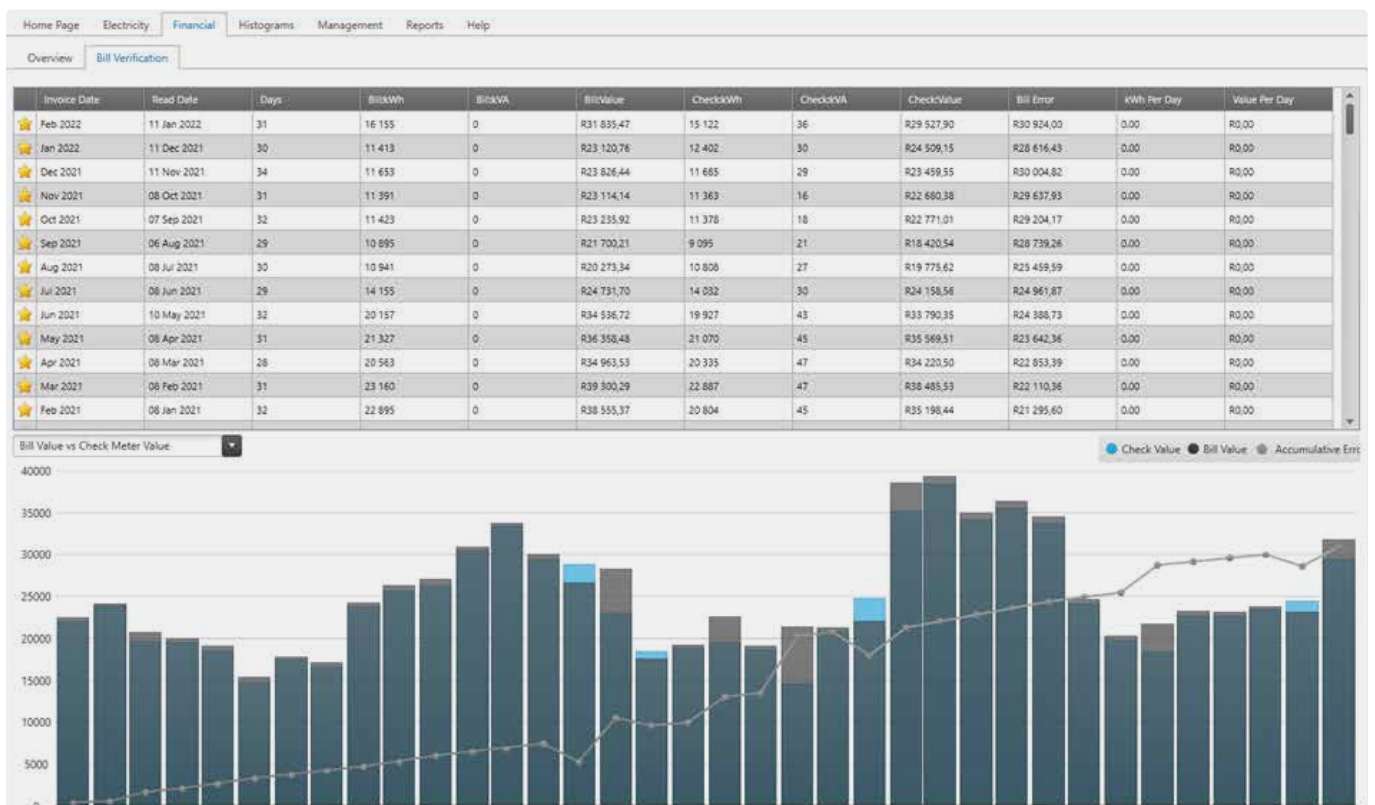 Home Page Electricity Financial Histograms Management Reports Help
Overview Bill Verification
Invoice Date Read Date Days Bill:kWh Bill:kVA Bill:Value Check:kWh Check:kVA Check:Value Bill Error kWh Per Day Value Per Day
Feb 2022 11 Jan 2022 31 16 155 0 R31 835,47 15 122 36 R29 527,90 R30 924,00 0.00 R0,00
Jan 2022 11 Dec 2021 30 11 413 0 R23 120,76 12 402 30 R24 509,15 R28 616,43 0.00 R0,00
Dec 2021 11 Nov 2021 34 11 653 0 R23 826,44 11 685 29 R23 459,55 R30 004,82 0.00 R0,00
Nov 2021 08 Oct 2021 31 11 391 0 R23 114,14 11 363 16 R22 680,38 R29 637,93 0.00 R0,00
Oct 2021 07 Sep 2021 32 11 423 0 R23 235,92 11 378 18 R22 771,01 R29 204,17 0.00 R0,00
Sep 2021 06 Aug 2021 29 10 895 0 R21 700,21 9 095 21 R18 420,54 R28 739,26 0.00 R0,00
Aug 2021 08 Jul 2021 30 10 941 0 R20 273,34 10 808 27 R19 775,62 R25 459,59 0.00 R0,00
Jul 2021 08 Jun 2021 29 14 155 0 R24 731,70 14 032 30 R24 158,56 R24 961,87 0.00 R0,00
Jun 2021 10 May 2021 32 20 157 0 R34 536,72 19 927 43 R33 790,35 R24 388,73 0.00 R0,00
May 2021 08 Apr 2021 31 21 327 0 R36 358,48 21 070 45 R35 569,51 R23 642,36 0.00 R0,00
Apr 2021 08 Mar 2021 28 20 563 0 R34 963,53 20 335 47 R34 220,50 R22 853,39 0.00 R0,00
Mar 2021 08 Feb 2021 31 23 160 0 R39 300,29 22 887 47 R38 485,53 R22 110,36 0.00 R0,00
Feb 2021 08 Jan 2021 32 22 895 0 R38 555,37 20 804 45 R35 198,44 R21 295,60 0.00 R0,00
Bill Value vs Check Meter Value Check Value Bill Value Accumulative Erro
40000
35000
30000
25000
20000
15000
10000
5000